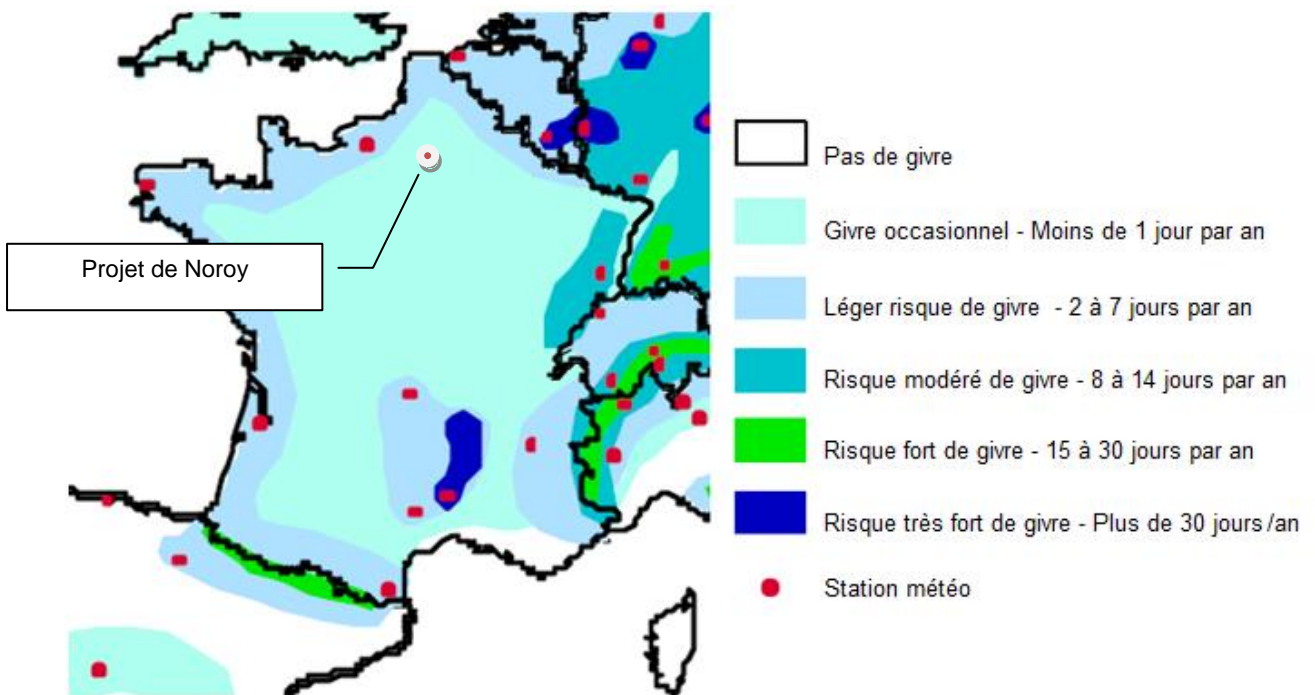 Projet de Noroy
Pas de givre
Givre occasionnel - Moins de 1 jour par an
Léger risque de givre - 2 à 7 jours par an
Risque modéré de givre - 8 à 14 jours par an
Risque fort de givre - 15 à 30 jours par an
Risque très fort de givre - Plus de 30 jours/an
Station météo